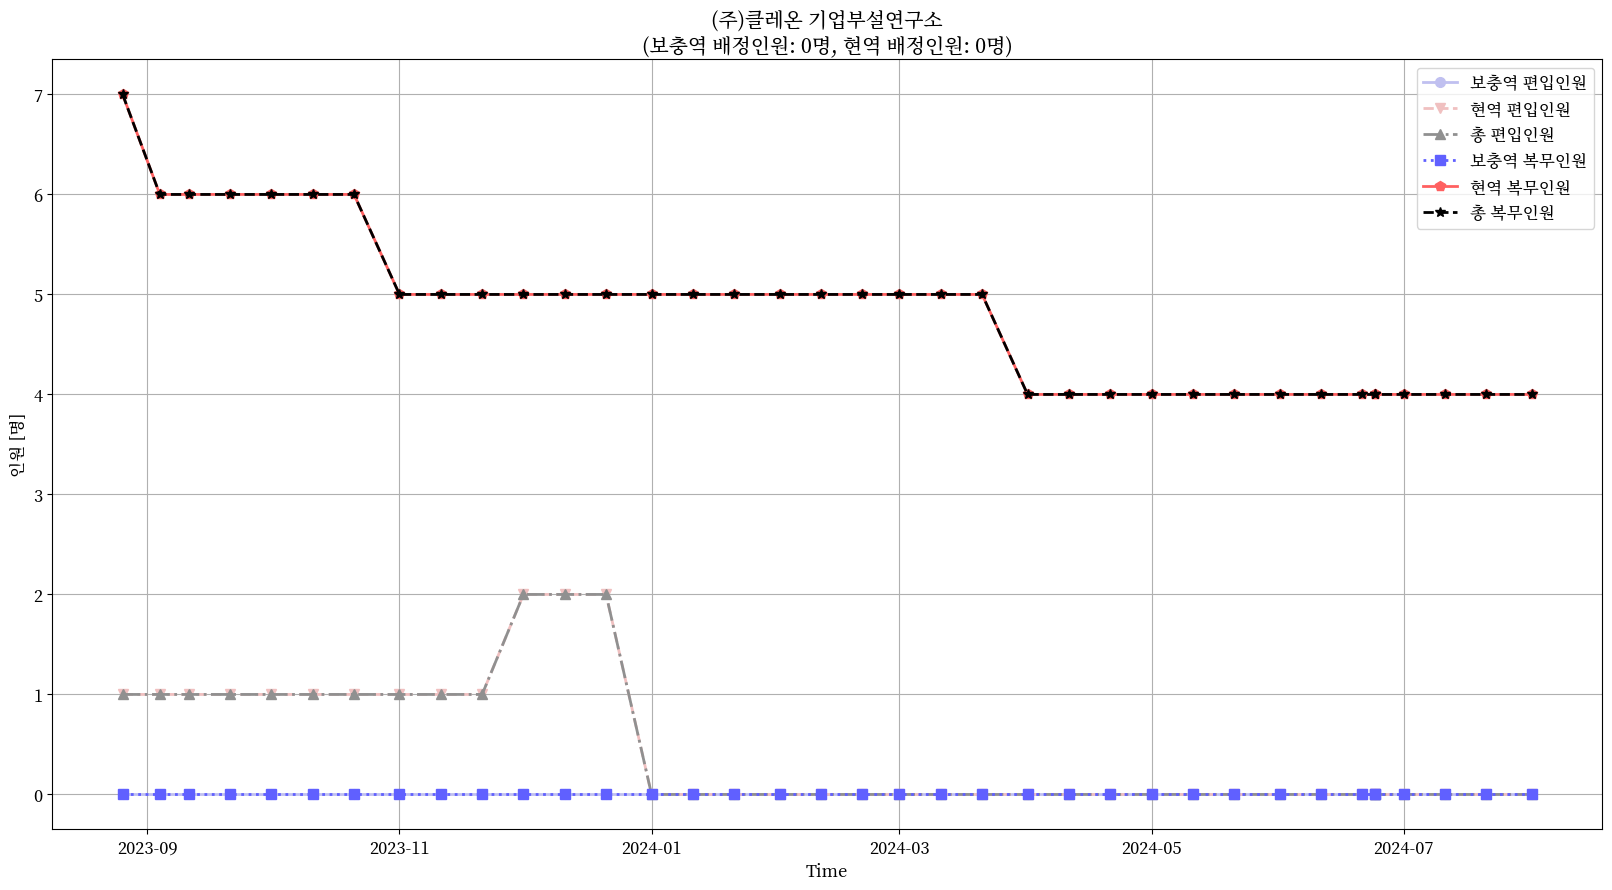 (주)클레온 기업부설연구소
(보충역 배정인원: 0명, 현역 배정인원: 0명)
보충역 편입인원
현역 편입인원
총 편입인원
보충역 복무인원
현역 복무인원
총 복무인원
인원 [명]
7
6
5
4
3
2
1
0
2023-09
2023-11
2024-01
2024-03
2024-05
2024-07
Time